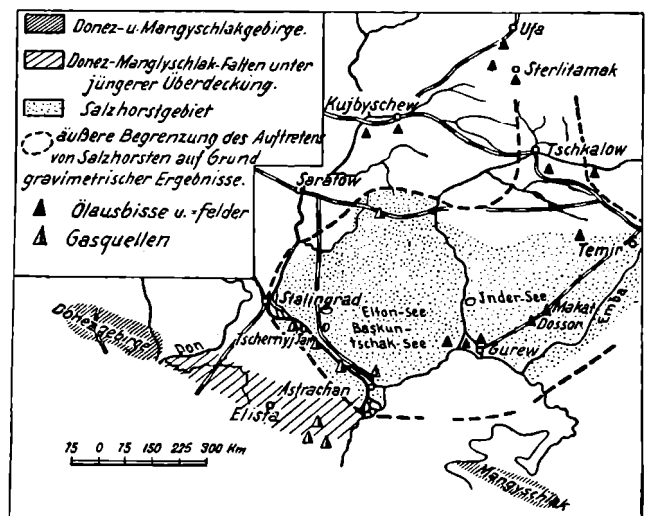 Donez-u. Mangyschlakgebirge.
Donez-Manglyschlak-Falten unter
jüngerer Überdeckung.
Salzhorstgebiet
äußere Begrenzung des Auftretens
von Salzhorsten auf Grund
gravimetrischer Ergebnisse.
Ölausbisse u. =felder
Gasquellen
Ufa
Sterlitamak
Kujbyschew
Tschkalow
Saratow
Temir
Stalingrad
Elton-See
Baskun-
tschak-See
Inder-See
Makat
Dossor
Emba
Donezgebirge
Don
Tschernyj Jar
Gurew
Astrachan
Elista
75 0 75 150 225 300 Km
Mangyschlak